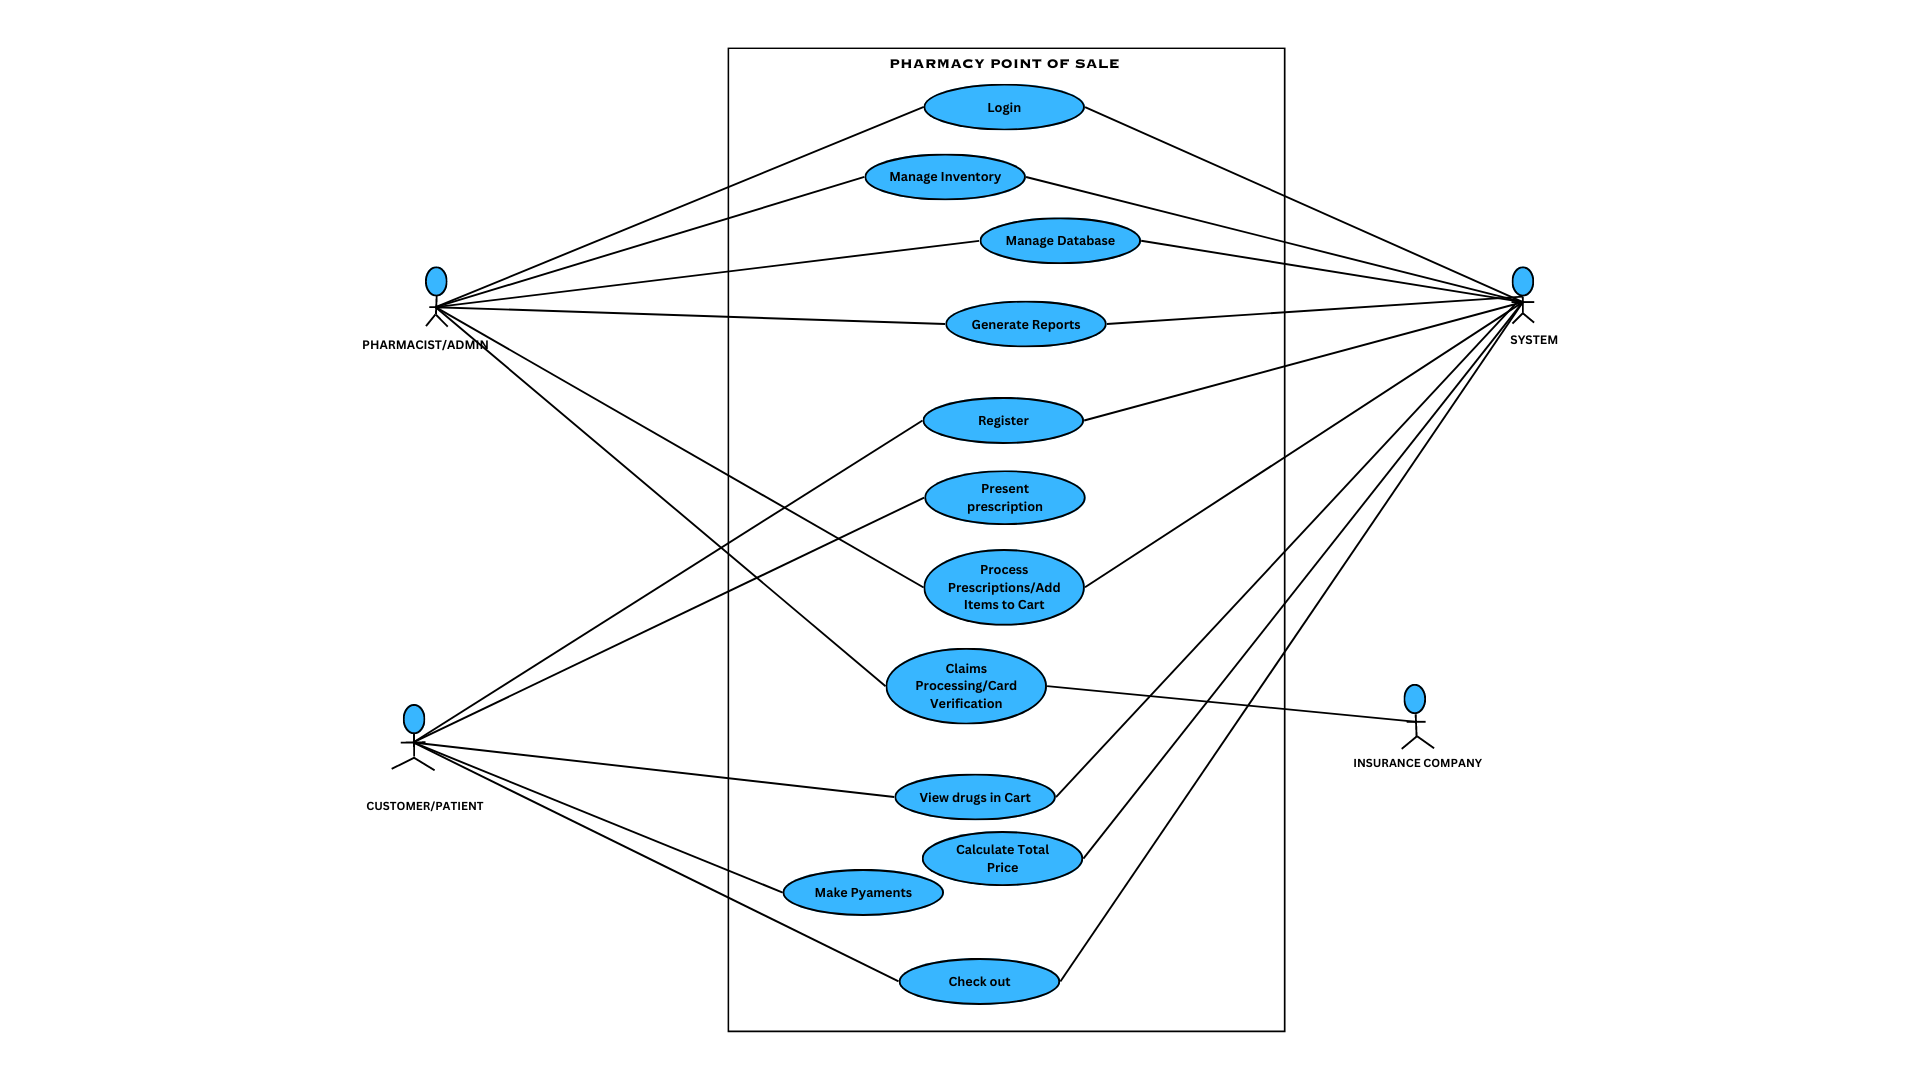 PHARMACY POINT OF SALE
Login
Manage Inventory
Manage Database
Generate Reports
PHARMACIST/ADMIN
SYSTEM
Register
Present
prescription
Process
Prescriptions/Add
Items to Cart
Claims
Processing/Card
Verification
INSURANCE COMPANY
View drugs in Cart
CUSTOMER/PATIENT
Calculate Total
Price
Make Pyaments
Check out